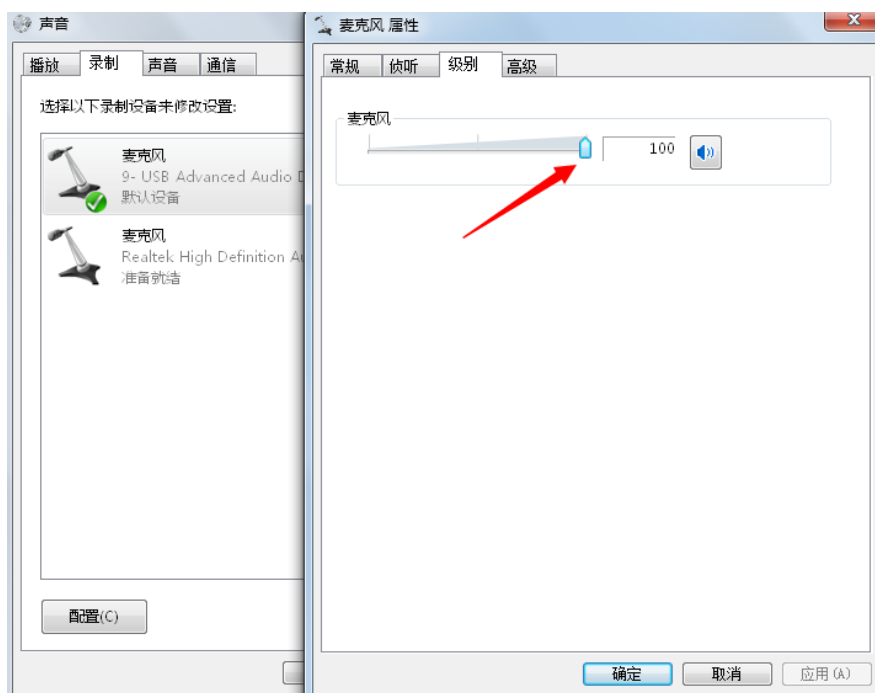 声音
播放 录制 声音 通信
选择以下录制设备来修改设置:
麦克风
9- USB Advanced Audio
默认设备
麦克风
Realtek High Definition
准备就绪
配置(C)
麦克风 属性
常规 侦听 级别 高级
麦克风
100
确定 取消 应用(A)